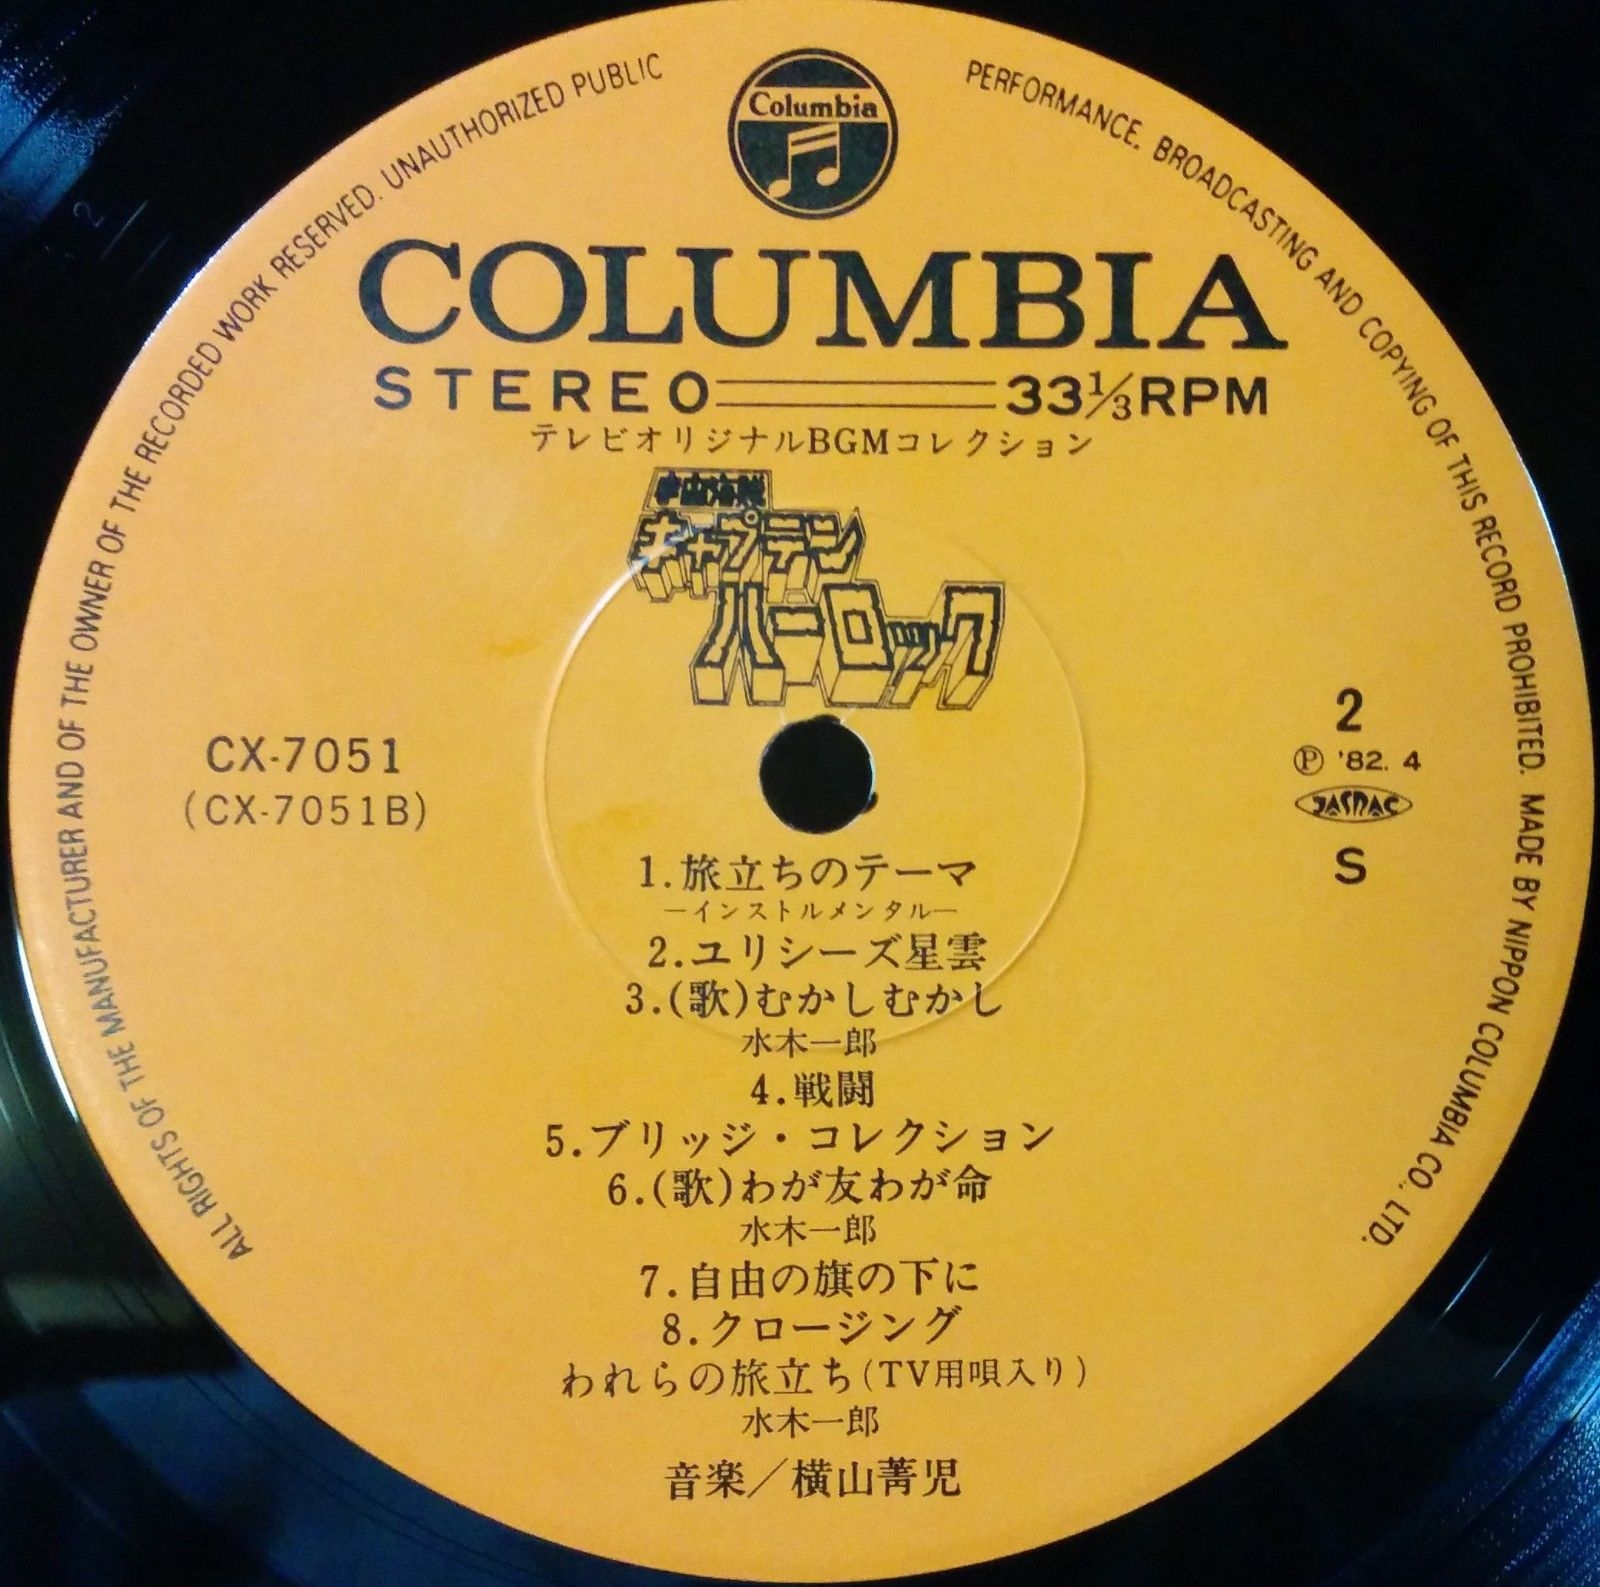 ALL RIGHTS OF THE MANUFACTURER AND OF THE OWNER OF THE RECORDED WORK RESERVED. UNAUTHORIZED PUBLIC PERFORMANCE. BROADCASTING AND COPYING OF THIS RECORD PROHIBITED. MADE BY NIPPON COLUMBIA CO., LTD.
Columbia
COLUMBIA
STEREO 33⅓RPM
テレビオリジナルBGMコレクション
宇宙海賊
キャプテン
ハーロック
CX-7051
(CX-7051B)
2
Ⓟ '82. 4
JASRAC
S
1.旅立ちのテーマ
ーインストルメンタルー
2.ユリシーズ星雲
3.(歌)むかしむかし
水木一郎
4.戦闘
5.ブリッジ・コレクション
6.(歌)わが友わが命
水木一郎
7.自由の旗の下に
8.クロージング
われらの旅立ち(TV用唄入り)
水木一郎
音楽／横山菁児